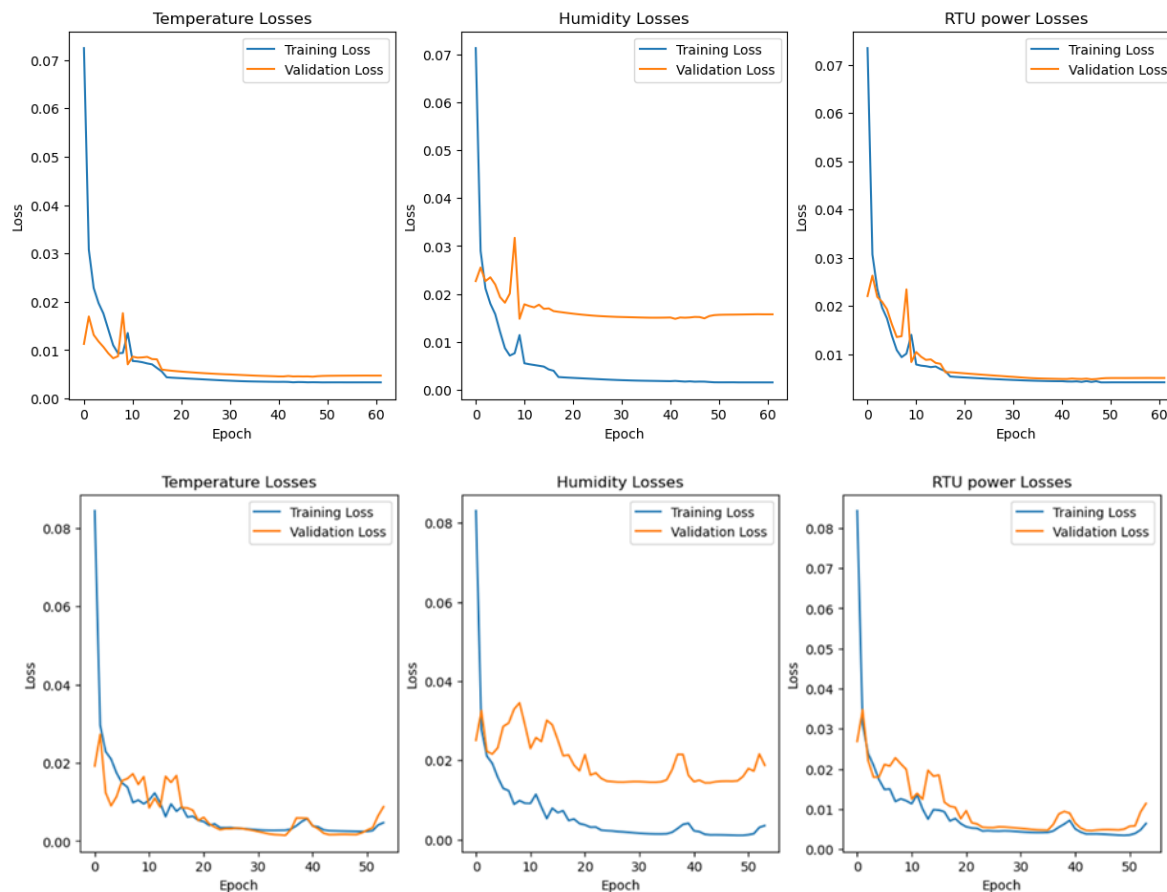 Temperature Losses
Training Loss
Validation Loss
0.07
0.06
0.05
0.04
0.03
0.02
0.01
0.00
Loss
0 10 20 30 40 50 60
Epoch
Humidity Losses
Training Loss
Validation Loss
0.07
0.06
0.05
0.04
0.03
0.02
0.01
0.00
Loss
0 10 20 30 40 50 60
Epoch
RTU power Losses
Training Loss
Validation Loss
0.07
0.06
0.05
0.04
0.03
0.02
0.01
Loss
0 10 20 30 40 50 60
Epoch
Temperature Losses
Training Loss
Validation Loss
0.08
0.06
0.04
0.02
0.00
Loss
0 10 20 30 40 50
Epoch
Humidity Losses
Training Loss
Validation Loss
0.08
0.06
0.04
0.02
0.00
Loss
0 10 20 30 40 50
Epoch
RTU power Losses
Training Loss
Validation Loss
0.08
0.07
0.06
0.05
0.04
0.03
0.02
0.01
0.00
Loss
0 10 20 30 40 50
Epoch